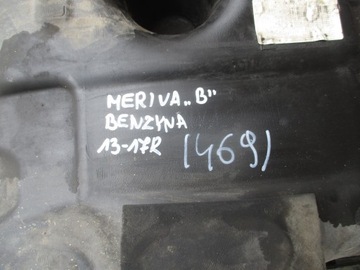 MERIVA „B"
BENZYNA
13-17R (469)